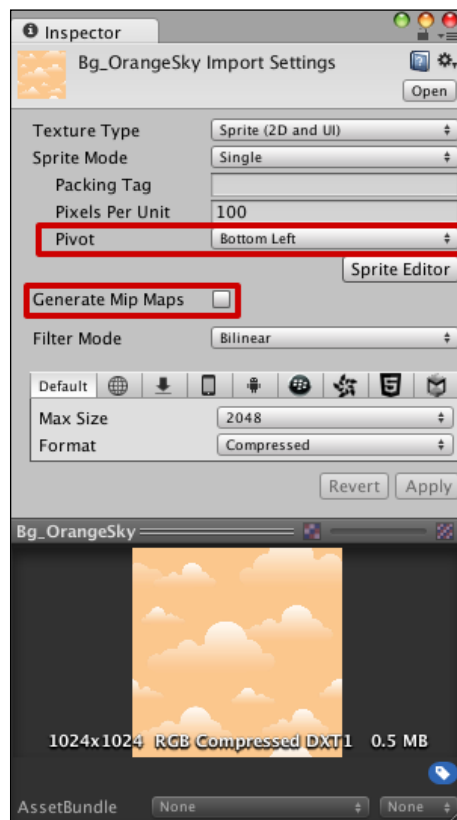 Inspector
Bg_OrangeSky Import Settings
Open
Texture Type Sprite (2D and UI)
Sprite Mode Single
Packing Tag
Pixels Per Unit 100
Pivot Bottom Left
Sprite Editor
Generate Mip Maps
Filter Mode Bilinear
Default
Max Size 2048
Format Compressed
Revert Apply
Bg_OrangeSky
1024x1024 RGB Compressed DXT1 0.5 MB
AssetBundle None None